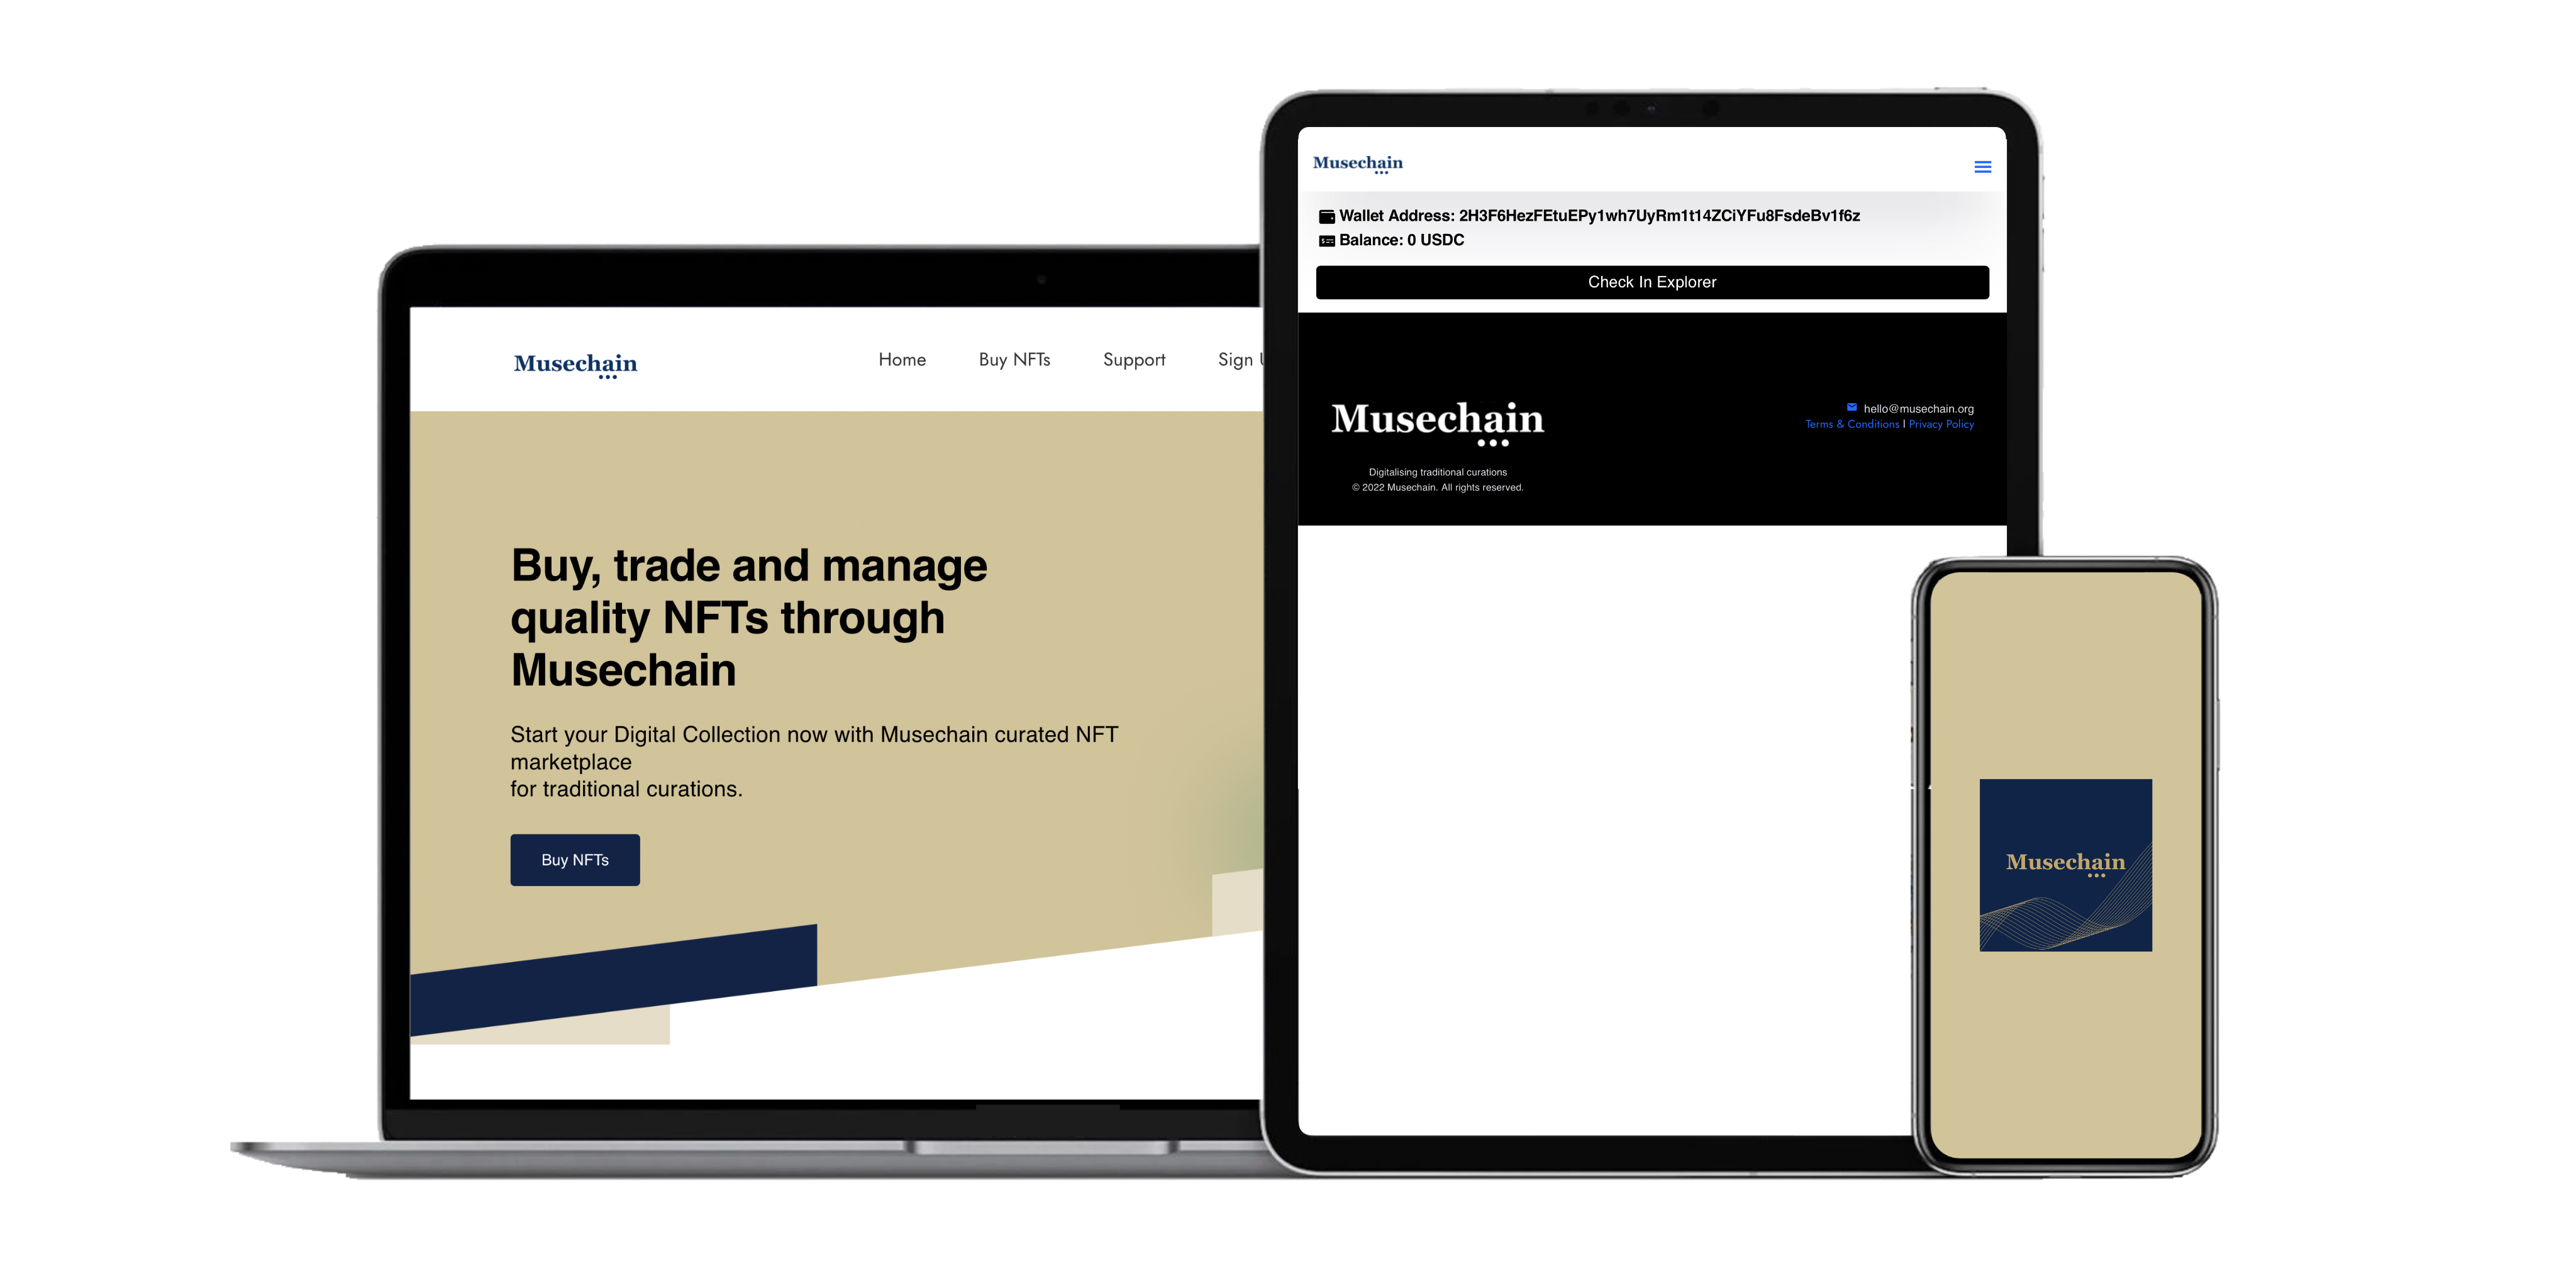 Musechain
Home Buy NFTs Support Sign
Buy, trade and manage
quality NFTs through
Musechain
Start your Digital Collection now with Musechain curated NFT
marketplace
for traditional curations.
Buy NFTs
Musechain
Wallet Address: 2H3F6HezFEtuEPy1wh7UyRm1t14ZCiYFu8FsdeBv1f6z
Balance: 0 USDC
Check In Explorer
Musechain
hello@musechain.org
Terms & Conditions | Privacy Policy
Digitalising traditional curations
© 2022 Musechain. All rights reserved.
Musechain